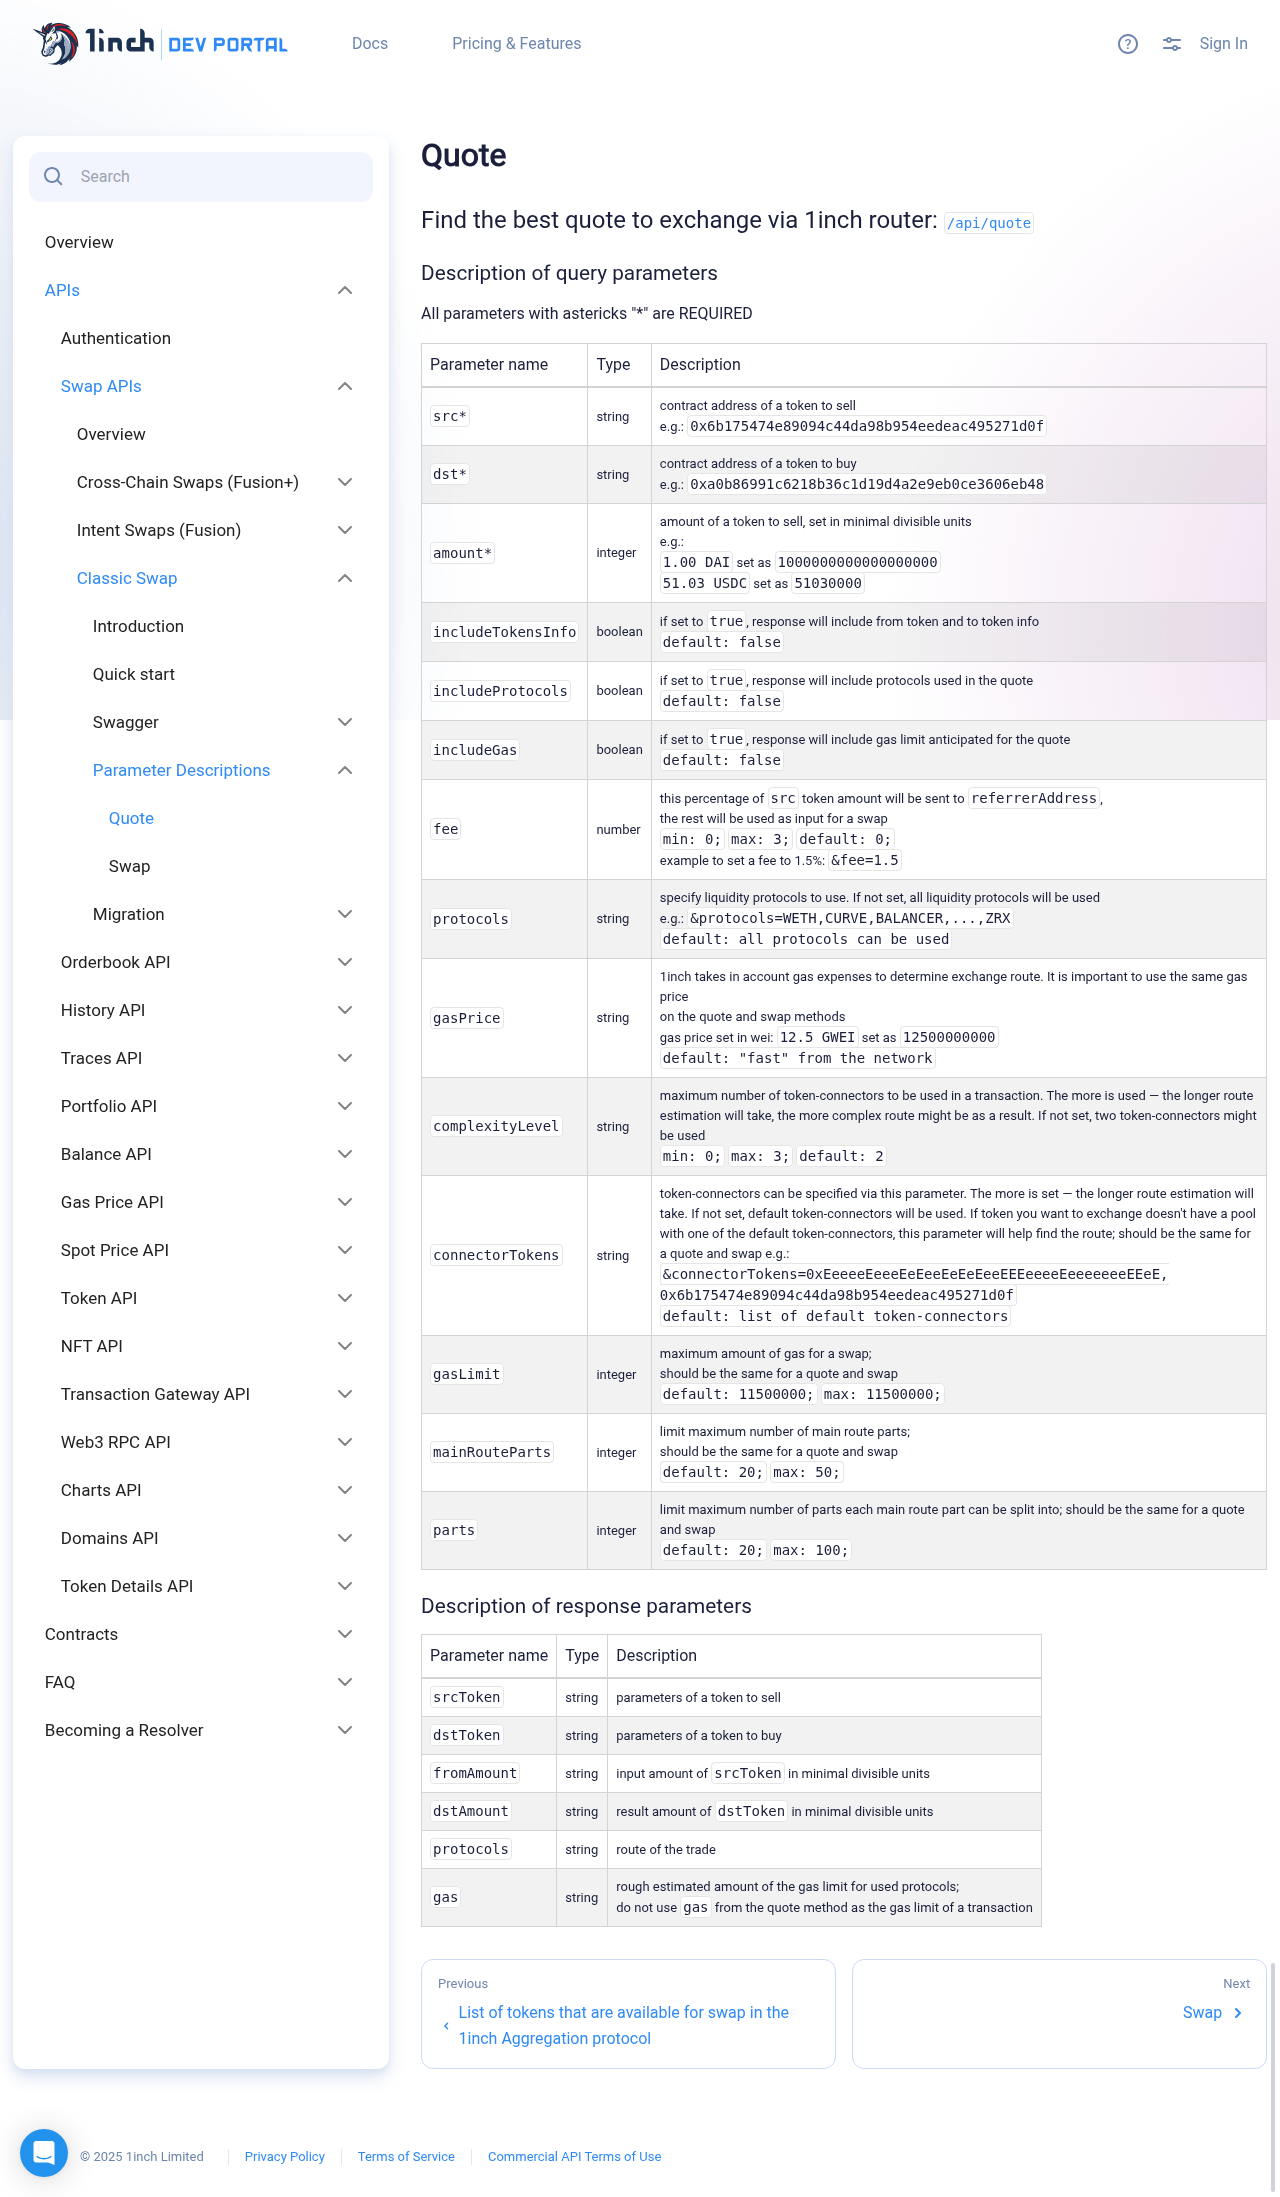 1inch DEV PORTAL
Docs
Pricing & Features
Sign In
Search
Overview
APIs
Authentication
Swap APIs
Overview
Cross-Chain Swaps (Fusion+)
Intent Swaps (Fusion)
Classic Swap
Introduction
Quick start
Swagger
Parameter Descriptions
Quote
Swap
Migration
Orderbook API
History API
Traces API
Portfolio API
Balance API
Gas Price API
Spot Price API
Token API
NFT API
Transaction Gateway API
Web3 RPC API
Charts API
Domains API
Token Details API
Contracts
FAQ
Becoming a Resolver
Quote
Find the best quote to exchange via 1inch router: /api/quote
Description of query parameters
All parameters with astericks "*" are REQUIRED
Parameter name Type Description
src* string contract address of a token to sell
e.g.: 0x6b175474e89094c44da98b954eedeac495271d0f
dst* string contract address of a token to buy
e.g.: 0xa0b86991c6218b36c1d19d4a2e9eb0ce3606eb48
amount* integer amount of a token to sell, set in minimal divisible units
e.g.:
1.00 DAI set as 1000000000000000000
51.03 USDC set as 51030000
includeTokensInfo boolean if set to true, response will include from token and to token info
default: false
includeProtocols boolean if set to true, response will include protocols used in the quote
default: false
includeGas boolean if set to true, response will include gas limit anticipated for the quote
default: false
fee number this percentage of src token amount will be sent to referrerAddress,
the rest will be used as input for a swap
min: 0; max: 3; default: 0;
example to set a fee to 1.5%: &fee=1.5
protocols string specify liquidity protocols to use. If not set, all liquidity protocols will be used
e.g.: &protocols=WETH,CURVE,BALANCER,...,ZRX
default: all protocols can be used
gasPrice string 1inch takes in account gas expenses to determine exchange route. It is important to use the same gas
price
on the quote and swap methods
gas price set in wei: 12.5 GWEI set as 12500000000
default: "fast" from the network
complexityLevel string maximum number of token-connectors to be used in a transaction. The more is used — the longer route
estimation will take, the more complex route might be as a result. If not set, two token-connectors might
be used
min: 0; max: 3; default: 2
connectorTokens string token-connectors can be specified via this parameter. The more is set — the longer route estimation will
take. If not set, default token-connectors will be used. If token you want to exchange doesn't have a pool
with one of the default token-connectors, this parameter will help find the route; should be the same for
a quote and swap e.g.:
&connectorTokens=0xEeeeeEeeeEeEeeEeEeEeeEEEeeeeEeeeeeeeEEeE,
0x6b175474e89094c44da98b954eedeac495271d0f
default: list of default token-connectors
gasLimit integer maximum amount of gas for a swap;
should be the same for a quote and swap
default: 11500000; max: 11500000;
mainRouteParts integer limit maximum number of main route parts;
should be the same for a quote and swap
default: 20; max: 50;
parts integer limit maximum number of parts each main route part can be split into; should be the same for a quote
and swap
default: 20; max: 100;
Description of response parameters
Parameter name Type Description
srcToken string parameters of a token to sell
dstToken string parameters of a token to buy
fromAmount string input amount of srcToken in minimal divisible units
dstAmount string result amount of dstToken in minimal divisible units
protocols string route of the trade
gas string rough estimated amount of the gas limit for used protocols;
do not use gas from the quote method as the gas limit of a transaction
Previous
List of tokens that are available for swap in the
1inch Aggregation protocol
Next
Swap
© 2025 1inch Limited
Privacy Policy
Terms of Service
Commercial API Terms of Use